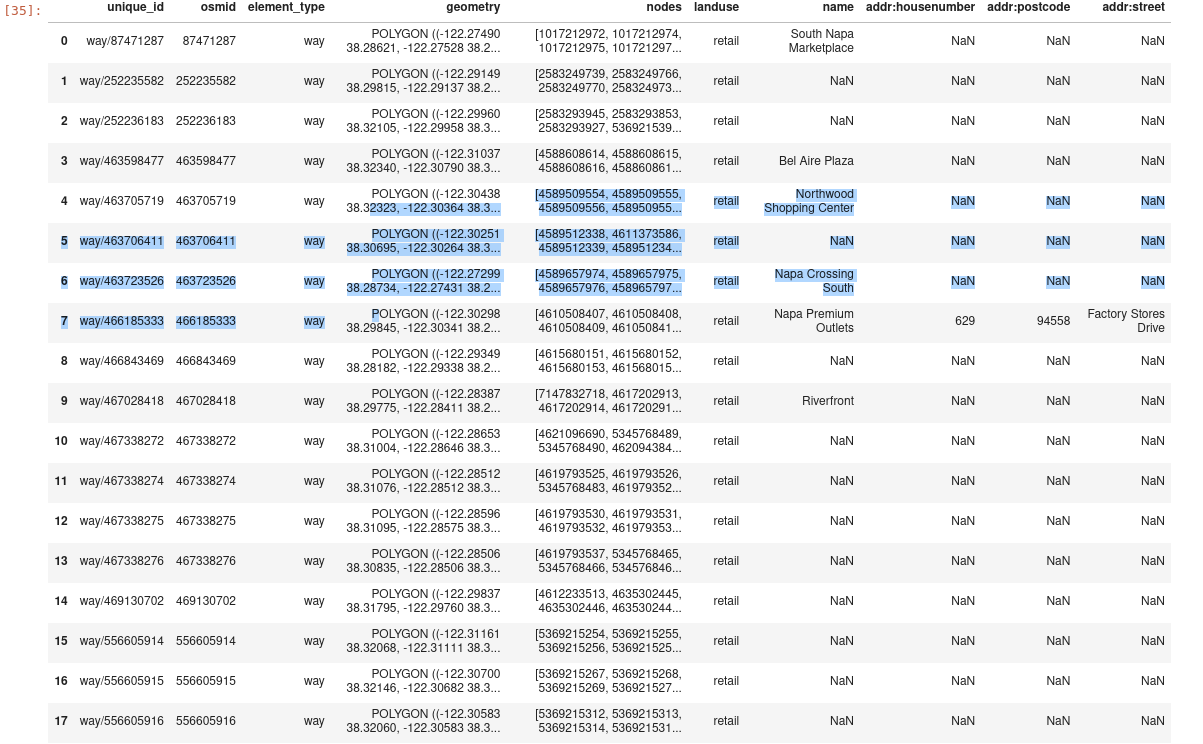 [35]: unique_id osmid element_type geometry nodes landuse name addr:housenumber addr:postcode addr:street
0 way/87471287 87471287 way POLYGON ((-122.27490 [1017212972, 1017212974, retail South Napa NaN NaN NaN
38.28621, -122.27528 38.2... 1017212975, 101721297... Marketplace
1 way/252235582 252235582 way POLYGON ((-122.29149 [2583249739, 2583249766, retail NaN NaN NaN NaN
38.29815, -122.29137 38.2... 2583249770, 258324973...
2 way/252236183 252236183 way POLYGON ((-122.29960 [2583293945, 2583293853, retail NaN NaN NaN NaN
38.32105, -122.29958 38.3... 2583293927, 536921539...
3 way/463598477 463598477 way POLYGON ((-122.31037 [4588608614, 4588608615, retail Bel Aire Plaza NaN NaN NaN
38.32340, -122.30790 38.3... 4588608616, 458860861...
4 way/463705719 463705719 way POLYGON ((-122.30438 [4589509554, 4589509555, retail Northwood NaN NaN NaN
38.32323, -122.30364 38.3... 4589509556, 458950955... Shopping Center
5 way/463706411 463706411 way POLYGON ((-122.30251 [4589512338, 4611373586, retail NaN NaN NaN NaN
38.30695, -122.30264 38.3... 4589512339, 458951234...
6 way/463723526 463723526 way POLYGON ((-122.27299 [4589657974, 4589657975, retail Napa Crossing NaN NaN NaN
38.28734, -122.27431 38.2... 4589657976, 458965797... South
7 way/466185333 466185333 way POLYGON ((-122.30298 [4610508407, 4610508408, retail Napa Premium 629 94558 Factory Stores
38.29845, -122.30341 38.2... 4610508409, 461050841... Outlets Drive
8 way/466843469 466843469 way POLYGON ((-122.29349 [4615680151, 4615680152, retail NaN NaN NaN NaN
38.28182, -122.29338 38.2... 4615680153, 461568015...
9 way/467028418 467028418 way POLYGON ((-122.28387 [7147832718, 4617202913, retail Riverfront NaN NaN NaN
38.29775, -122.28411 38.2... 4617202914, 461720291...
10 way/467338272 467338272 way POLYGON ((-122.28653 [4621096690, 5345768489, retail NaN NaN NaN NaN
38.31004, -122.28646 38.3... 5345768490, 462094384...
11 way/467338274 467338274 way POLYGON ((-122.28512 [4619793525, 4619793526, retail NaN NaN NaN NaN
38.31076, -122.28512 38.3... 5345768483, 461979352...
12 way/467338275 467338275 way POLYGON ((-122.28596 [4619793530, 4619793531, retail NaN NaN NaN NaN
38.31095, -122.28575 38.3... 4619793532, 461979353...
13 way/467338276 467338276 way POLYGON ((-122.28506 [4619793537, 5345768465, retail NaN NaN NaN NaN
38.30835, -122.28506 38.3... 5345768466, 534576846...
14 way/469130702 469130702 way POLYGON ((-122.29837 [4612233513, 4635302445, retail NaN NaN NaN NaN
38.31795, -122.29760 38.3... 4635302446, 463530244...
15 way/556605914 556605914 way POLYGON ((-122.31161 [5369215254, 5369215255, retail NaN NaN NaN NaN
38.32068, -122.31111 38.3... 5369215256, 536921525...
16 way/556605915 556605915 way POLYGON ((-122.30700 [5369215267, 5369215268, retail NaN NaN NaN NaN
38.32146, -122.30682 38.3... 5369215269, 536921527...
17 way/556605916 556605916 way POLYGON ((-122.30583 [5369215312, 5369215313, retail NaN NaN NaN NaN
38.32060, -122.30583 38.3... 5369215314, 536921531...